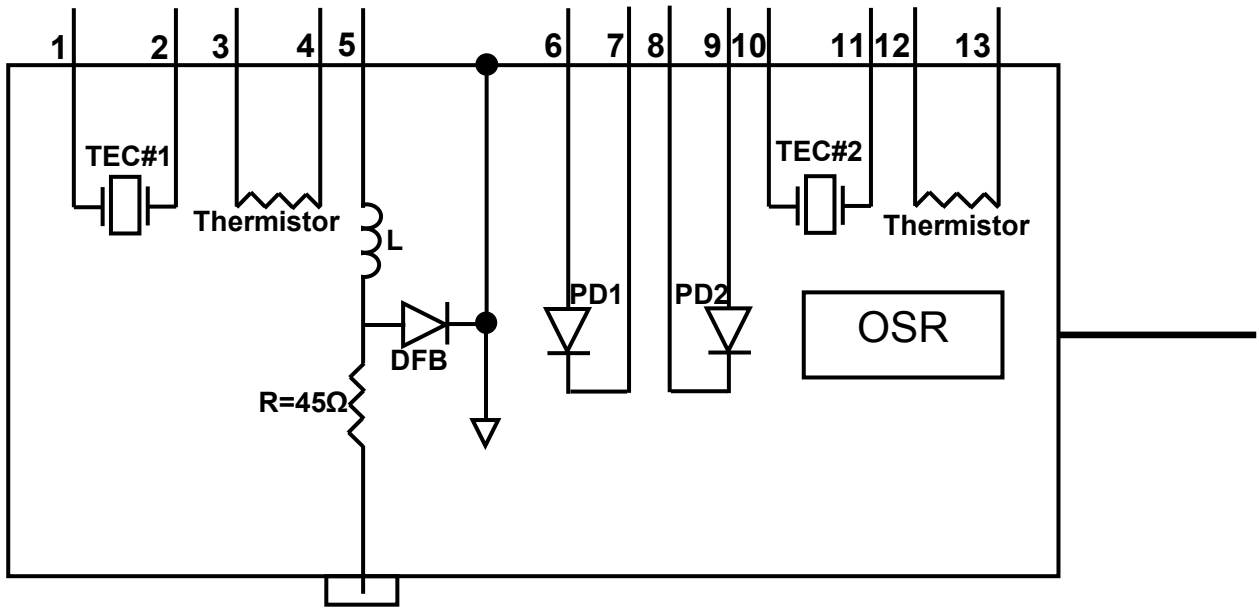 1 2 3 4 5 6 7 8 9 10 11 12 13
TEC#1 TEC#2
Thermistor Thermistor
L
PD1 PD2
OSR
DFB
R=45Ω